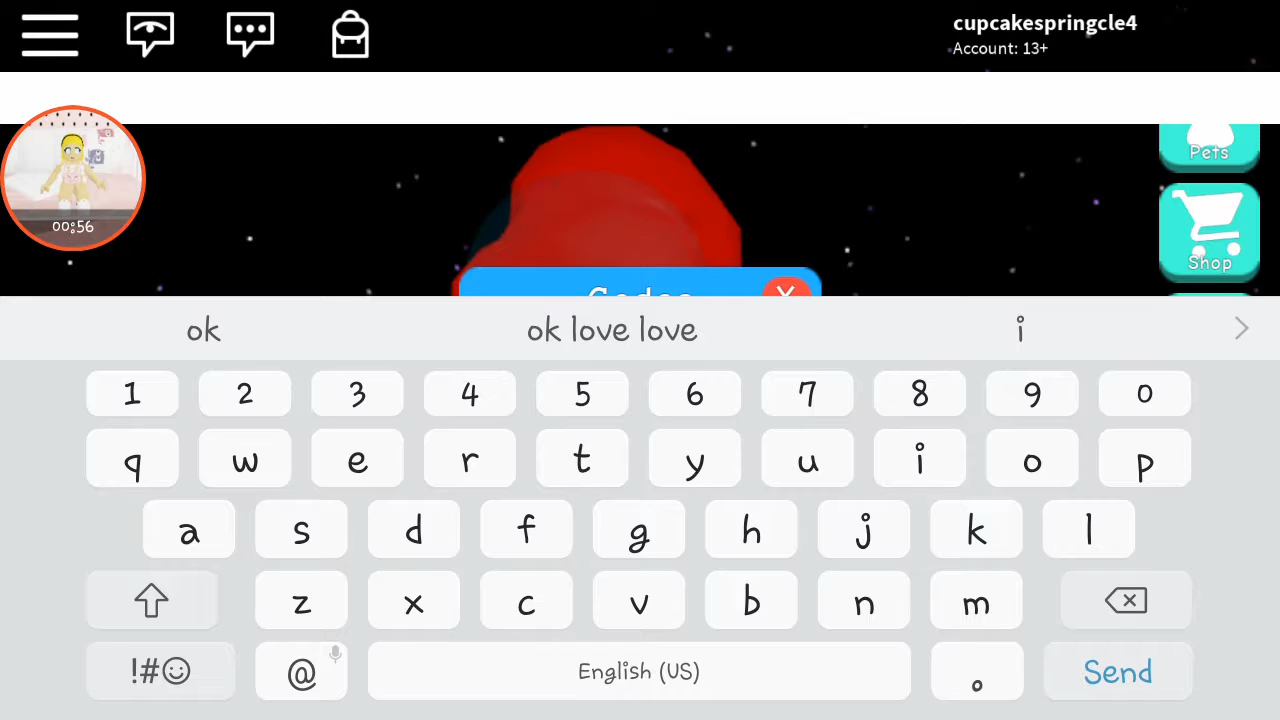 cupcakespringcle4
Account: 13+
00:56
Pets
Shop
Codes
X
ok ok love love i
1 2 3 4 5 6 7 8 9 0
q w e r t y u i o p
a s d f g h j k l
z x c v b n m
!#☺ @ English (US) . Send